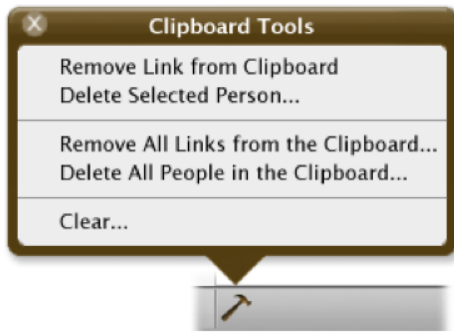 Clipboard Tools
Remove Link from Clipboard
Delete Selected Person...
Remove All Links from the Clipboard...
Delete All People in the Clipboard...
Clear...